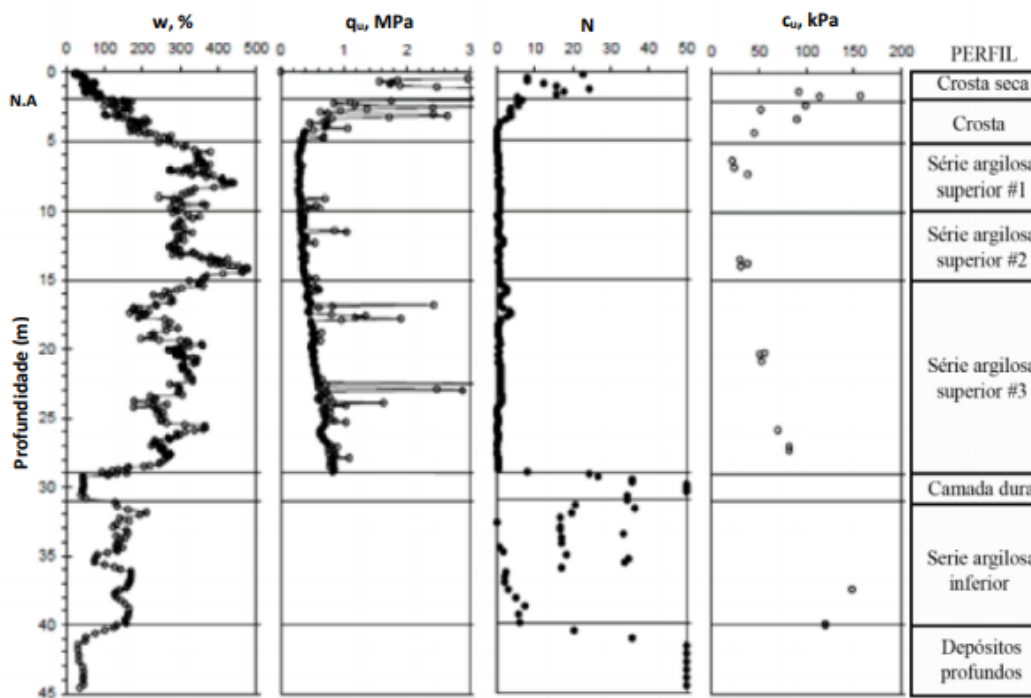 w, %
qu, MPa
N
cu, kPa
0 100 200 300 400 500
0 1 2 3
0 10 20 30 40 50
0 50 100 150 200
PERFIL
0
N.A
5
10
15
20
25
30
35
40
45
Profundidade (m)
Crosta seca
Crosta
Série argilosa
superior #1
Série argilosa
superior #2
Série argilosa
superior #3
Camada dura
Serie argilosa
inferior
Depósitos
profundos